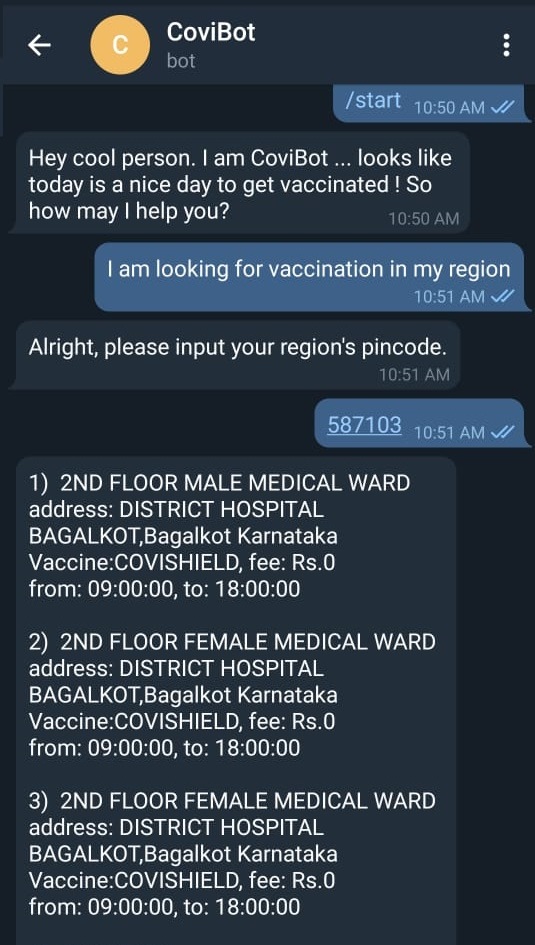 C
CoviBot
bot
/start 10:50 AM
Hey cool person. I am CoviBot ... looks like
today is a nice day to get vaccinated ! So
how may I help you?
10:50 AM
I am looking for vaccination in my region
10:51 AM
Alright, please input your region's pincode.
10:51 AM
587103 10:51 AM
1) 2ND FLOOR MALE MEDICAL WARD
address: DISTRICT HOSPITAL
BAGALKOT,Bagalkot Karnataka
Vaccine:COVISHIELD, fee: Rs.0
from: 09:00:00, to: 18:00:00
2) 2ND FLOOR FEMALE MEDICAL WARD
address: DISTRICT HOSPITAL
BAGALKOT,Bagalkot Karnataka
Vaccine:COVISHIELD, fee: Rs.0
from: 09:00:00, to: 18:00:00
3) 2ND FLOOR FEMALE MEDICAL WARD
address: DISTRICT HOSPITAL
BAGALKOT,Bagalkot Karnataka
Vaccine:COVISHIELD, fee: Rs.0
from: 09:00:00, to: 18:00:00